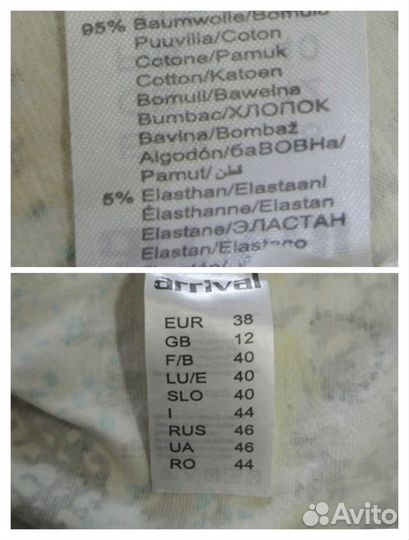 95% Baumwolle/Bomuld
Puuvilla/Coton
Cotone/Pamuk
Cotton/Katoen
Bomull/Bawełna
Bumbac/ХЛОПОК
Bavlna/Bombaž
Algodón/баВОВНа/
Pamut/قطن
5% Elasthan/Elastaani
Élasthanne/Elastan
Elastane/ЭЛАСТАН
Elastan/Elastano
arrival
EUR 38
GB 12
F/B 40
LU/E 40
SLO 40
I 44
RUS 46
UA 46
RO 44
Avito